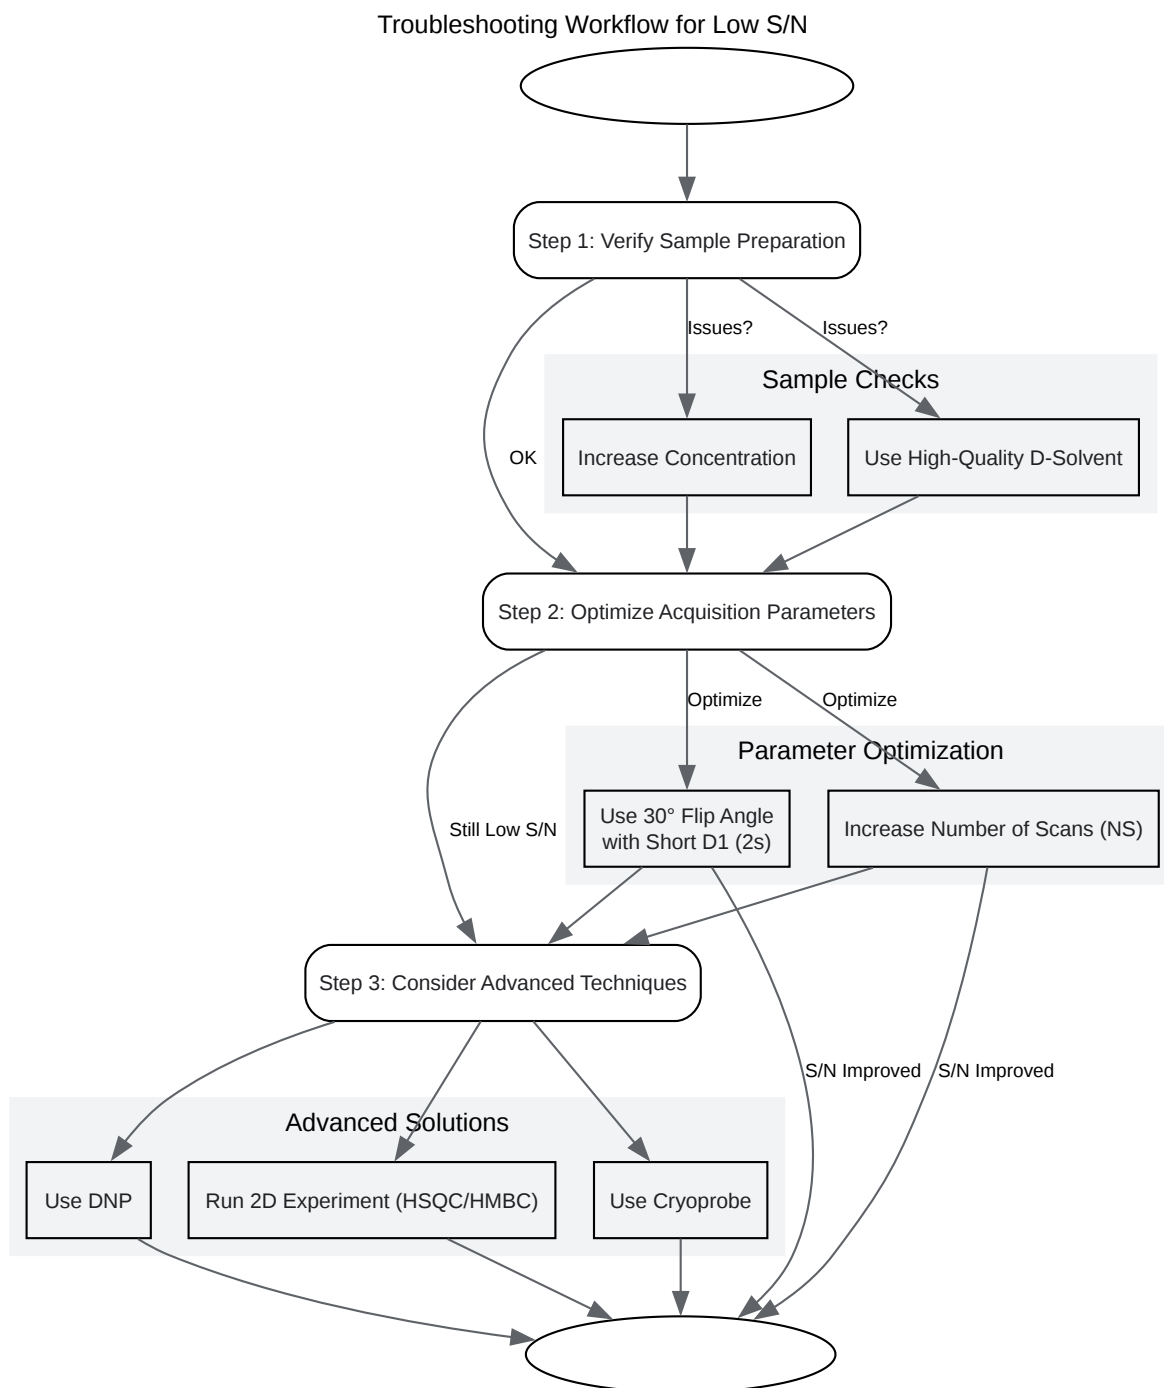 Troubleshooting Workflow for Low S/N
Step 1: Verify Sample Preparation
Issues?
Issues?
Sample Checks
OK
Increase Concentration
Use High-Quality D-Solvent
Step 2: Optimize Acquisition Parameters
Optimize
Optimize
Parameter Optimization
Still Low S/N
Use 30° Flip Angle
with Short D1 (2s)
Increase Number of Scans (NS)
Step 3: Consider Advanced Techniques
S/N Improved
S/N Improved
Advanced Solutions
Use DNP
Run 2D Experiment (HSQC/HMBC)
Use Cryoprobe